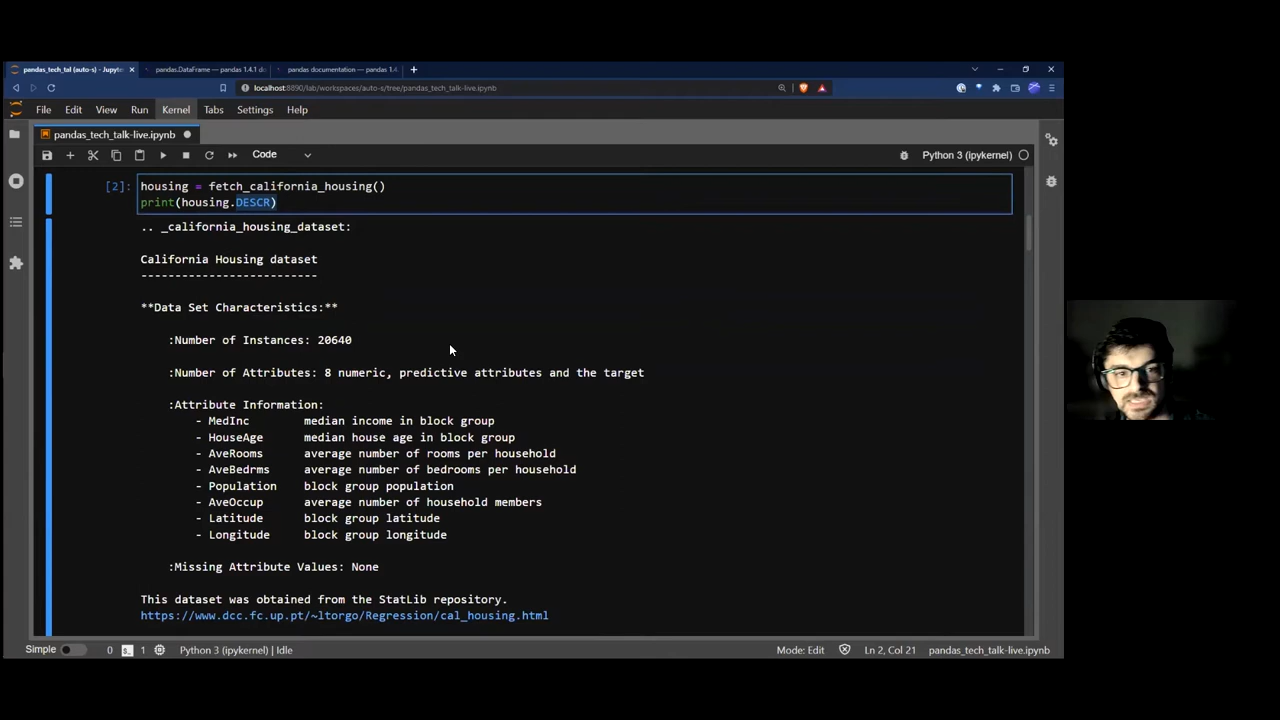 pandas_tech_tal (auto-s) - Jupyte
pandas.DataFrame — pandas 1.4.1 do
pandas documentation — pandas 1.4.
localhost:8890/lab/workspaces/auto-s/tree/pandas_tech_talk-live.ipynb
File Edit View Run Kernel Tabs Settings Help
pandas_tech_talk-live.ipynb
Code
Python 3 (ipykernel)
[2]: housing = fetch_california_housing()
print(housing.DESCR)
.. _california_housing_dataset:
California Housing dataset
--------------------------
**Data Set Characteristics:**
:Number of Instances: 20640
:Number of Attributes: 8 numeric, predictive attributes and the target
:Attribute Information:
- MedInc median income in block group
- HouseAge median house age in block group
- AveRooms average number of rooms per household
- AveBedrms average number of bedrooms per household
- Population block group population
- AveOccup average number of household members
- Latitude block group latitude
- Longitude block group longitude
:Missing Attribute Values: None
This dataset was obtained from the StatLib repository.
https://www.dcc.fc.up.pt/~ltorgo/Regression/cal_housing.html
Simple 0 1 Python 3 (ipykernel) | Idle Mode: Edit Ln 2, Col 21 pandas_tech_talk-live.ipynb